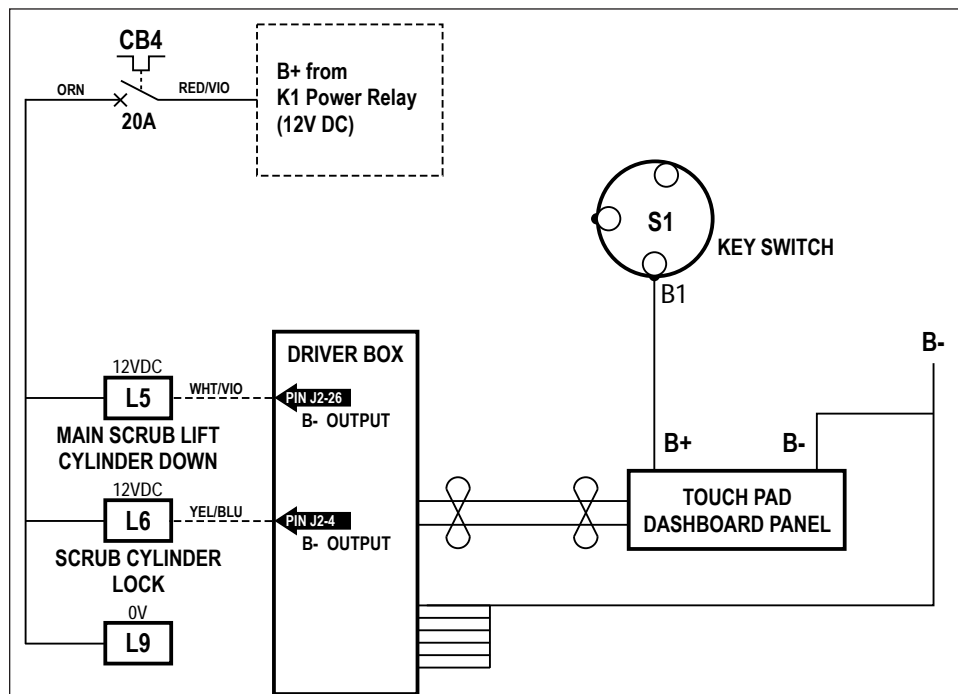 CB4
ORN
RED/VIO
20A
B+ from
K1 Power Relay
(12V DC)
S1
KEY SWITCH
B1
B-
DRIVER BOX
12VDC
L5
WHT/VIO
PIN J2-26
B- OUTPUT
MAIN SCRUB LIFT
CYLINDER DOWN
B+
B-
12VDC
L6
YEL/BLU
PIN J2-4
B- OUTPUT
SCRUB CYLINDER
LOCK
TOUCH PAD
DASHBOARD PANEL
0V
L9